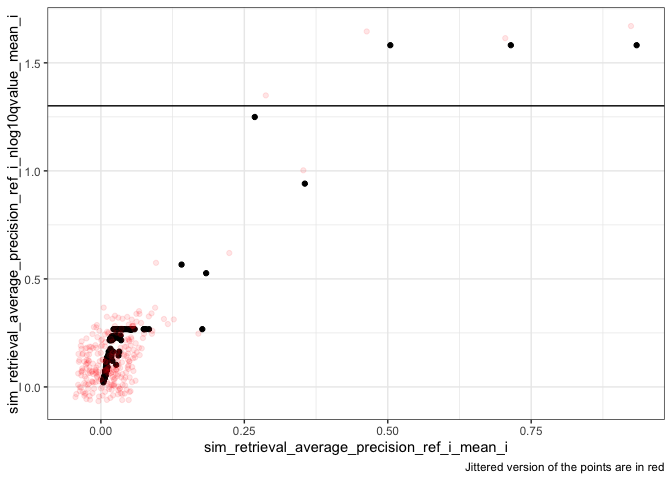 sim_retrieval_average_precision_ref_i_nlog10qvalue_mean_i
1.5
1.0
0.5
0.0
0.00
0.25
0.50
0.75
sim_retrieval_average_precision_ref_i_mean_i
Jittered version of the points are in red